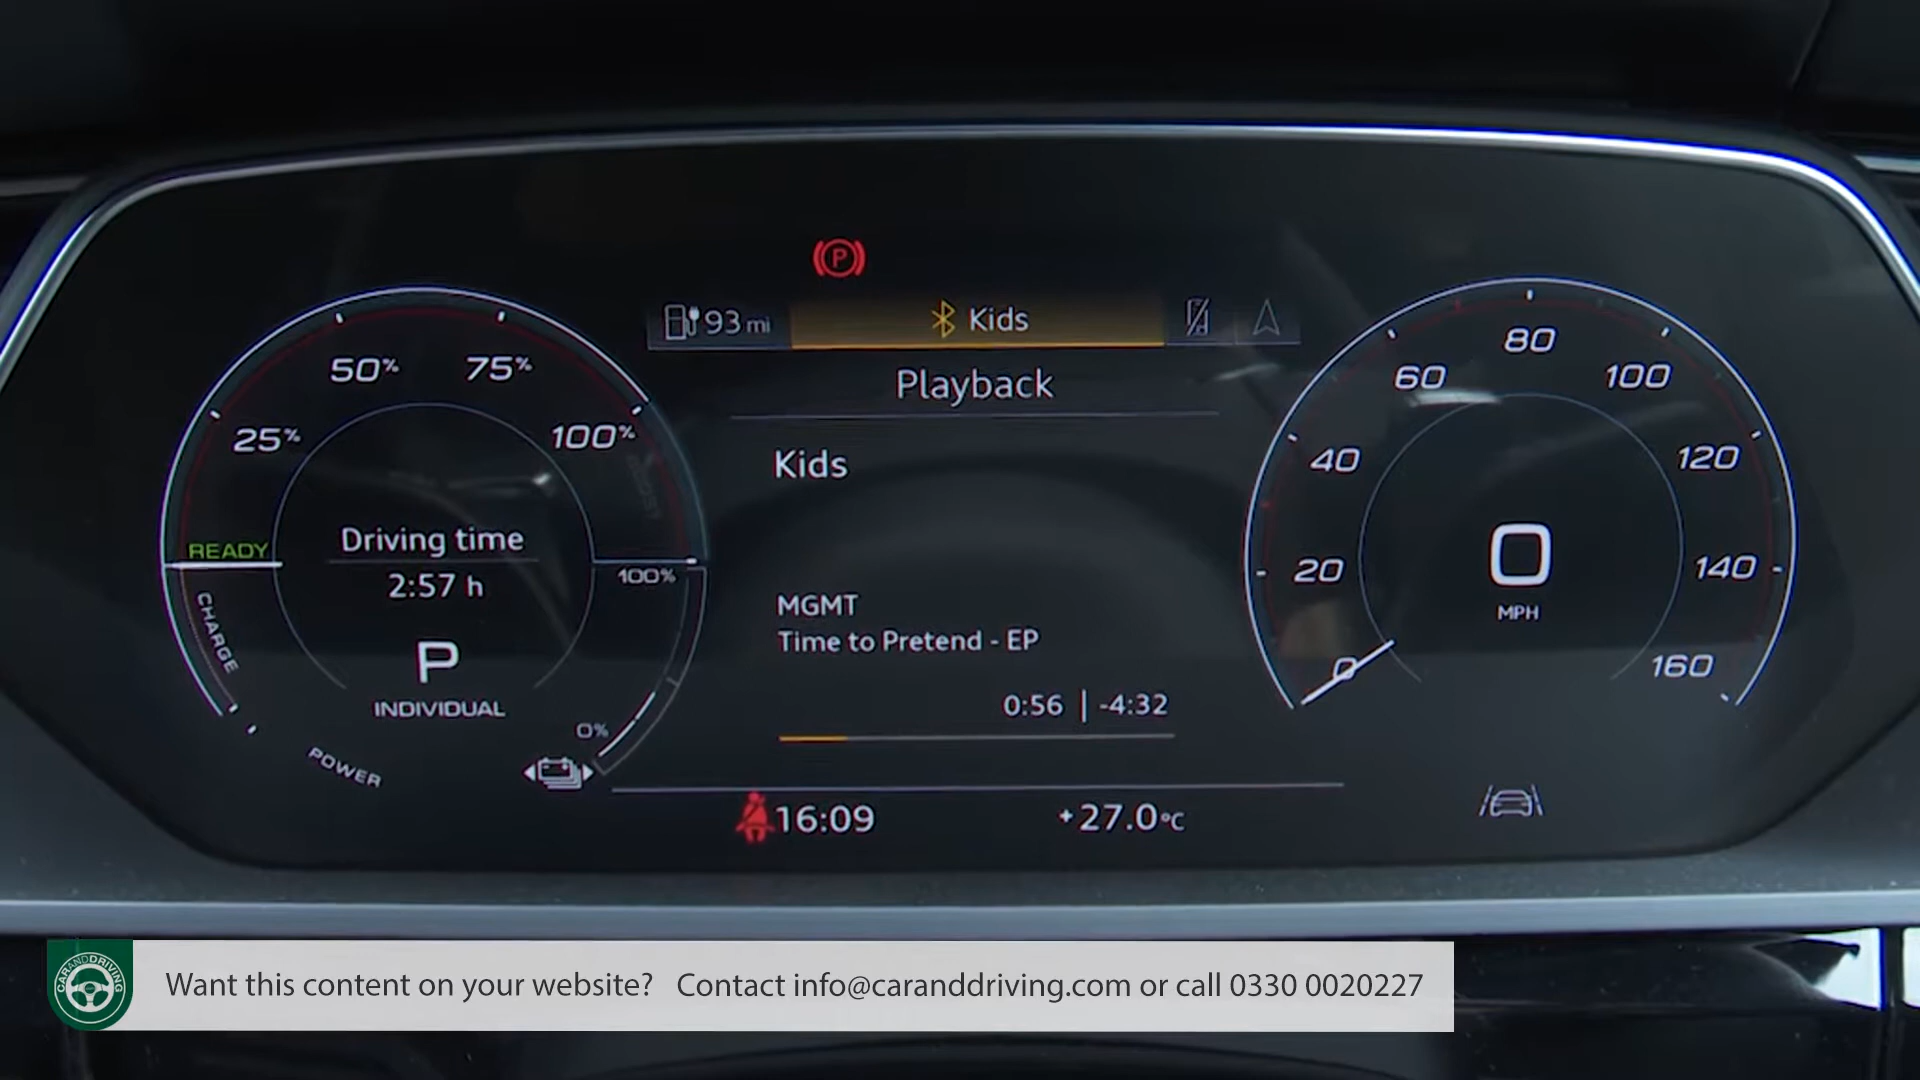 P
93 mi
Kids
Playback
Kids
MGMT
Time to Pretend - EP
0:56 | -4:32
16:09
+27.0°C
25%
50%
75%
100%
READY
CHARGE
POWER
Driving time
2:57 h
P
INDIVIDUAL
100%
0%
0
20
40
60
80
100
120
140
160
0
MPH
CARANDDRIVING
Want this content on your website? Contact info@caranddriving.com or call 0330 0020227